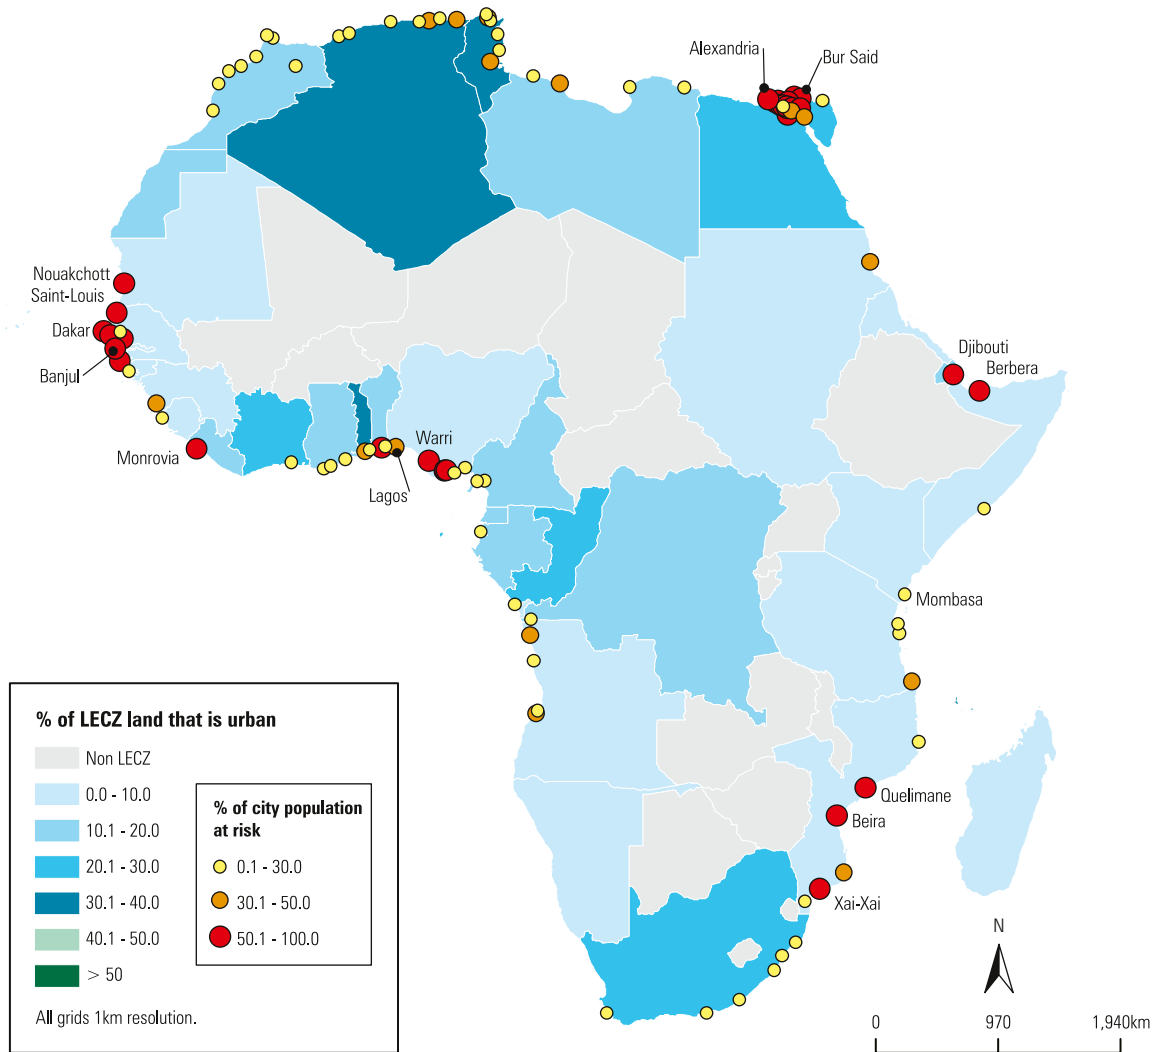 Alexandria
Bur Said
Nouakchott
Saint-Louis
Dakar
Banjul
Monrovia
Warri
Lagos
Djibouti
Berbera
Mombasa
Quelimane
Beira
Xai-Xai
% of LECZ land that is urban
Non LECZ
0.0 - 10.0
10.1 - 20.0
20.1 - 30.0
30.1 - 40.0
40.1 - 50.0
> 50
All grids 1km resolution.
% of city population
at risk
0.1 - 30.0
30.1 - 50.0
50.1 - 100.0
N
0 970 1,940km